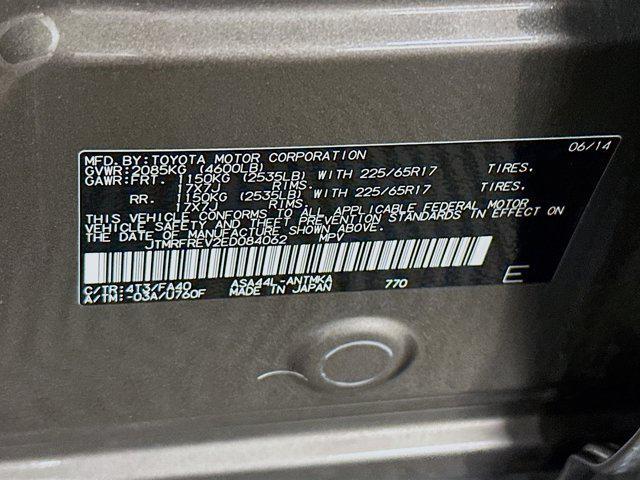 MFD.BY:TOYOTA MOTOR CORPORATION 06/14
GVWR:2085KG (4600LB)
GAWR:FRT. 1150KG (2535LB) WITH 225/65R17 TIRES.
17X7J RIMS.
RR. 1150KG (2535LB) WITH 225/65R17 TIRES.
17X7J RIMS.
THIS VEHICLE CONFORMS TO ALL APPLICABLE FEDERAL MOTOR
VEHICLE SAFETY AND THEFT PREVENTION STANDARDS IN EFFECT ON
THE DATE OF MANUFACTURE SHOWN ABOVE.
JTMRFREV2ED084062 MPV
C/TR:4T3/FA40 ASA44L-ANTMKA 770 E
A/TM:-03A/U760F MADE IN JAPAN